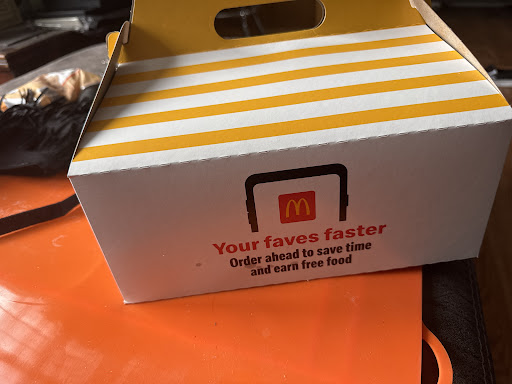 Your faves faster
Order ahead to save time
and earn free food